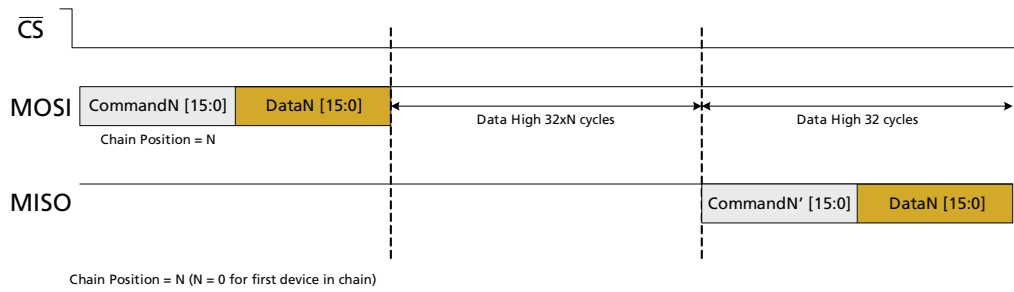 CS
MOSI
CommandN [15:0]
DataN [15:0]
Data High 32xN cycles
Data High 32 cycles
Chain Position = N
MISO
CommandN’ [15:0]
DataN [15:0]
Chain Position = N (N = 0 for first device in chain)